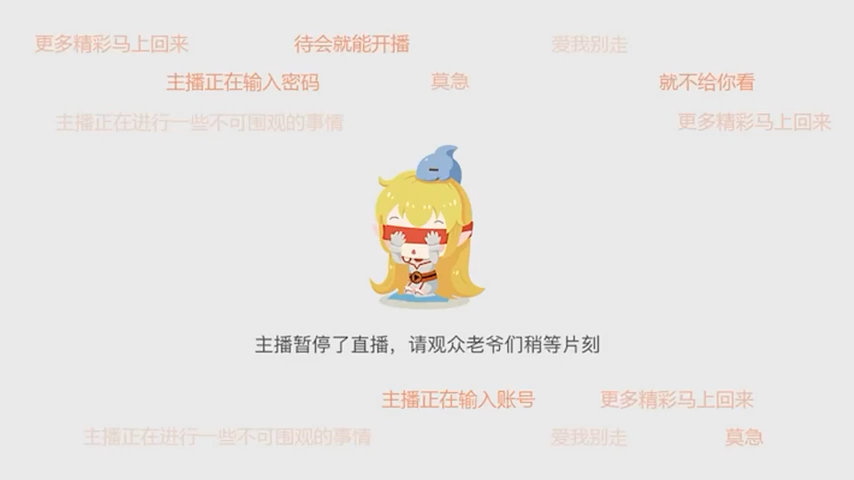 更多精彩马上回来
待会就能开播
爱我别走
主播正在输入密码
莫急
就不给你看
主播正在进行一些不可围观的事情
更多精彩马上回来
主播暂停了直播，请观众老爷们稍等片刻
主播正在输入账号
更多精彩马上回来
主播正在进行一些不可围观的事情
爱我别走
莫急